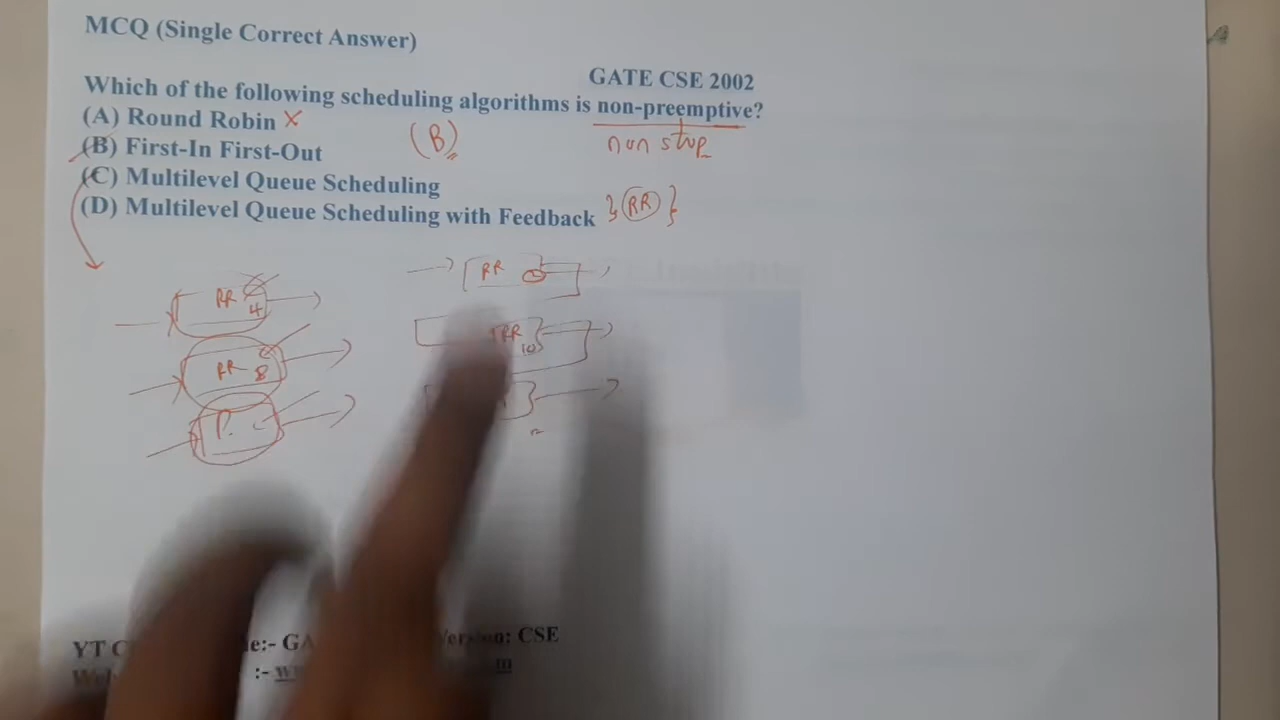 MCQ (Single Correct Answer)
GATE CSE 2002
Which of the following scheduling algorithms is non-preemptive?
(A) Round Robin X
(B) First-In First-Out
(B)
non stop
(C) Multilevel Queue Scheduling
(D) Multilevel Queue Scheduling with Feedback
} (RR) }
RR 4
RR
RR 8
RR 10
YT
Version: CSE